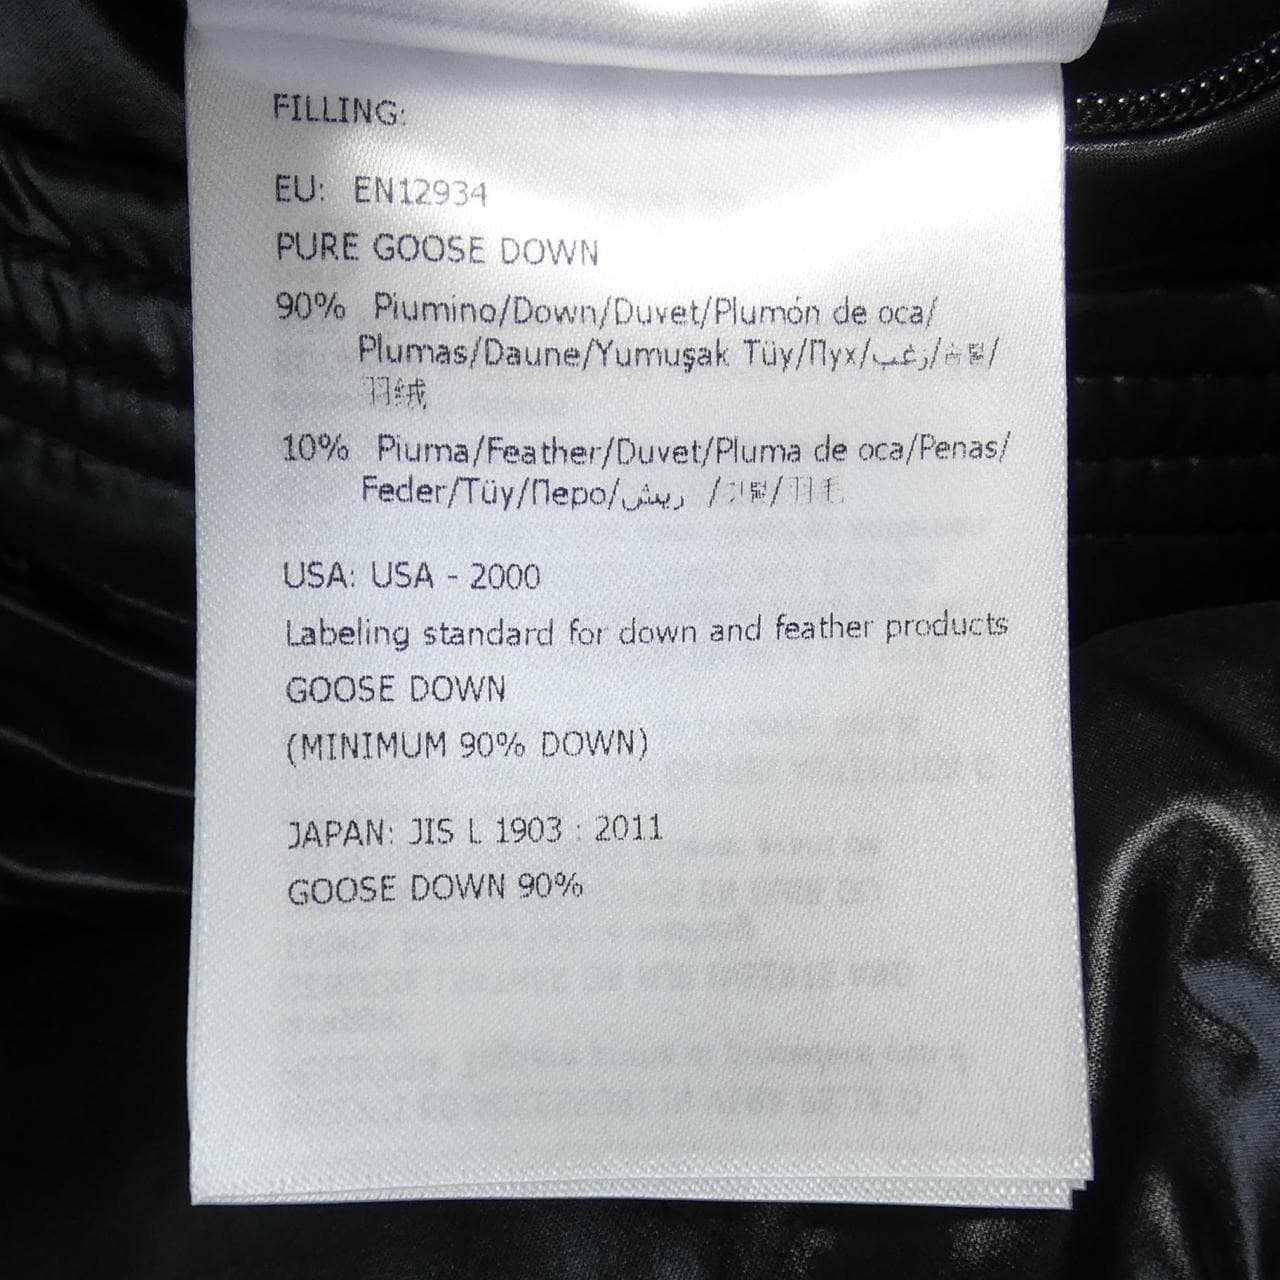 FILLING:
EU: EN12934
PURE GOOSE DOWN
90% Piumino/Down/Duvet/Plumón de oca/
Plumas/Daune/Yumuşak Tüy/Пух/زغب/솜털/
羽绒
10% Piuma/Feather/Duvet/Pluma de oca/Penas/
Feder/Tüy/Перо/ريش /깃털/羽毛
USA: USA - 2000
Labeling standard for down and feather products
GOOSE DOWN
(MINIMUM 90% DOWN)
JAPAN: JIS L 1903 : 2011
GOOSE DOWN 90%